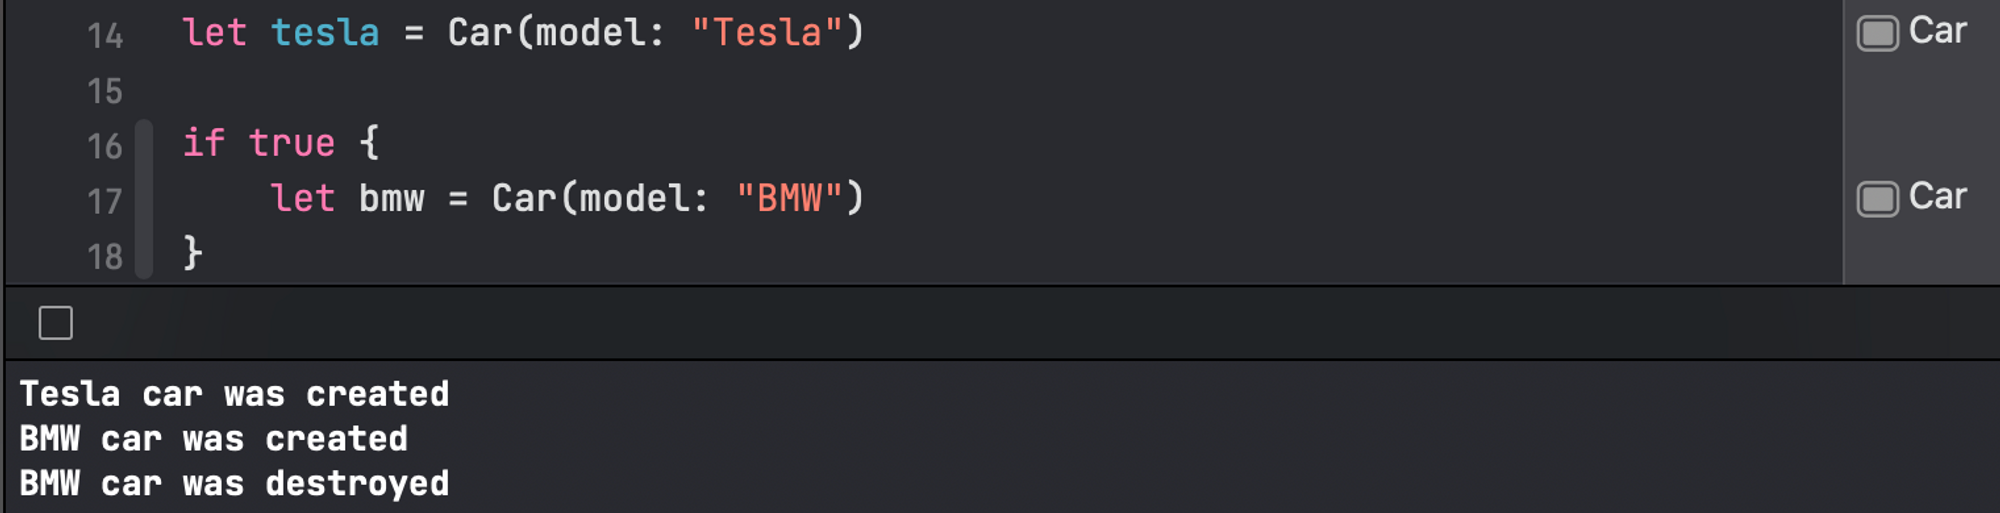 14 let tesla = Car(model: "Tesla") Car
15
16 if true {
17     let bmw = Car(model: "BMW") Car
18 }
Tesla car was created
BMW car was created
BMW car was destroyed